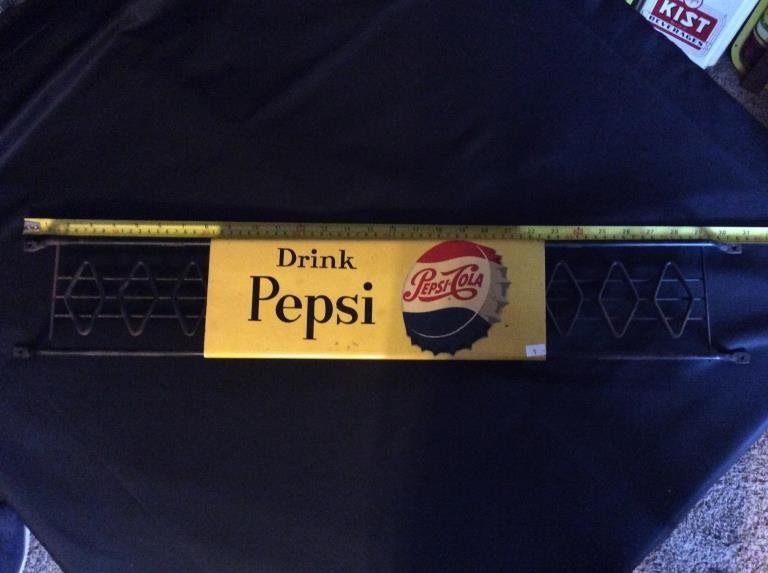 KIST
BEVERAGES
Drink
Pepsi
PEPSI-COLA